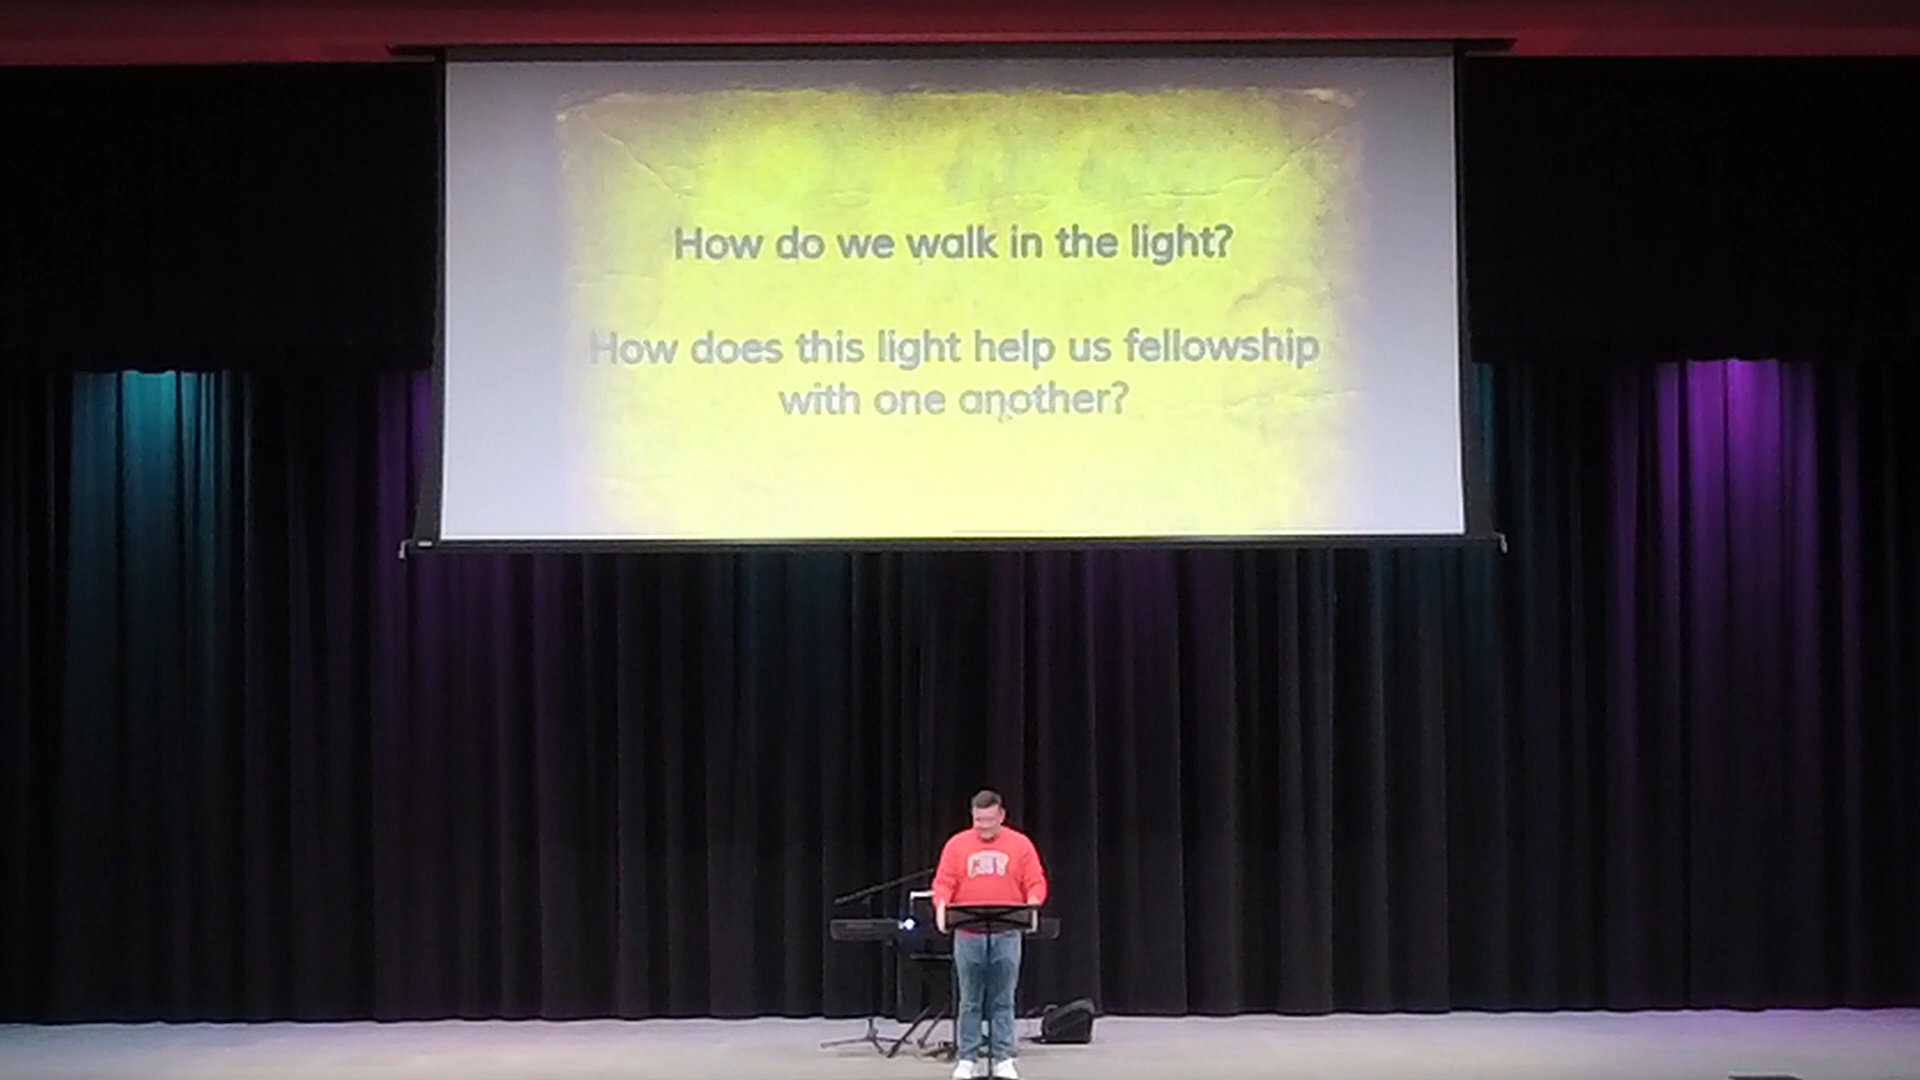 How do we walk in the light?
How does this light help us fellowship
with one another?